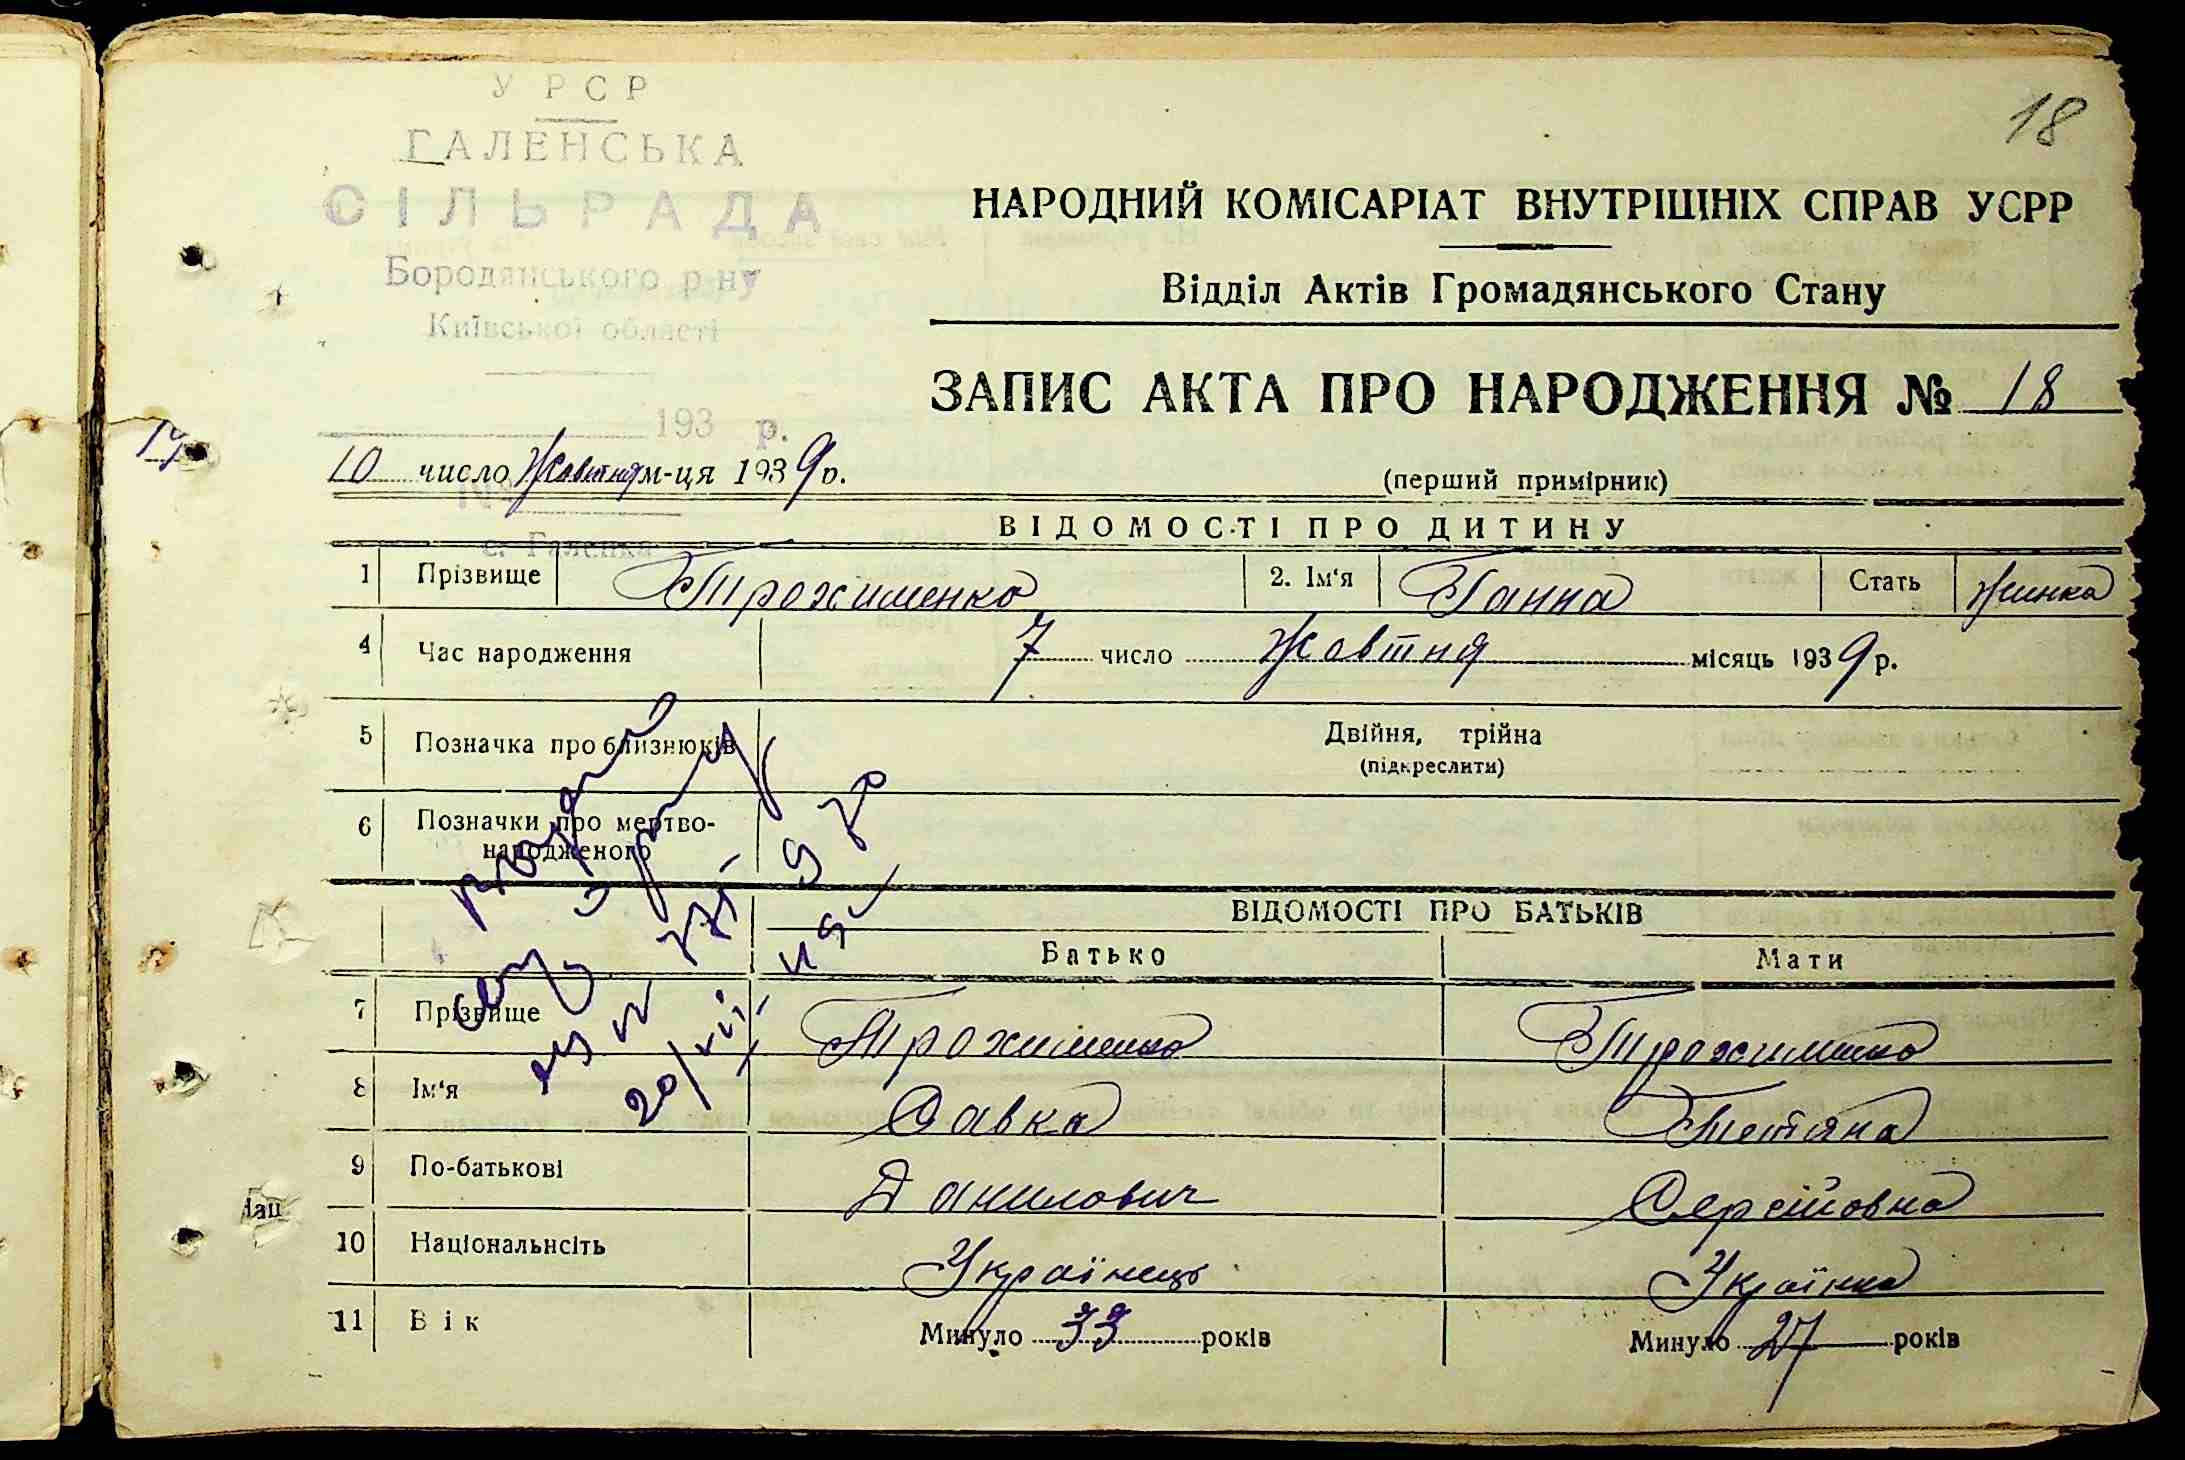 18
У Р С Р
ГАЛЕНСЬКА
СІЛЬРАДА
Бородянського р ну
Київської області
193 р.
с. Галенка
НАРОДНИЙ КОМІСАРІАТ ВНУТРІШНІХ СПРАВ УСРР
Відділ Актів Громадянського Стану
ЗАПИС АКТА ПРО НАРОДЖЕННЯ № 18
10 число Жовтня м-ця 1939 р.
(перший примірник)
ВІДОМОСТІ ПРО ДИТИНУ
1 Прізвище Трохименко 2. Ім'я Ганна Стать Жинка
4 Час народження 7 число Жовтня місяць 1939 р.
5 Позначка про близнюків Двійня, трійна
(підкреслити)
6 Позначки про мертво-
народженого
ВІДОМОСТІ ПРО БАТЬКІВ
Батько Мати
7 Прізвище Трохименко Трохименко
8 Ім'я Савка Тетяна
9 По-батькові Данилович Сергійовна
10 Національнсіть Українець Українка
11 Вік Минуло 33 років Минуло 27 років